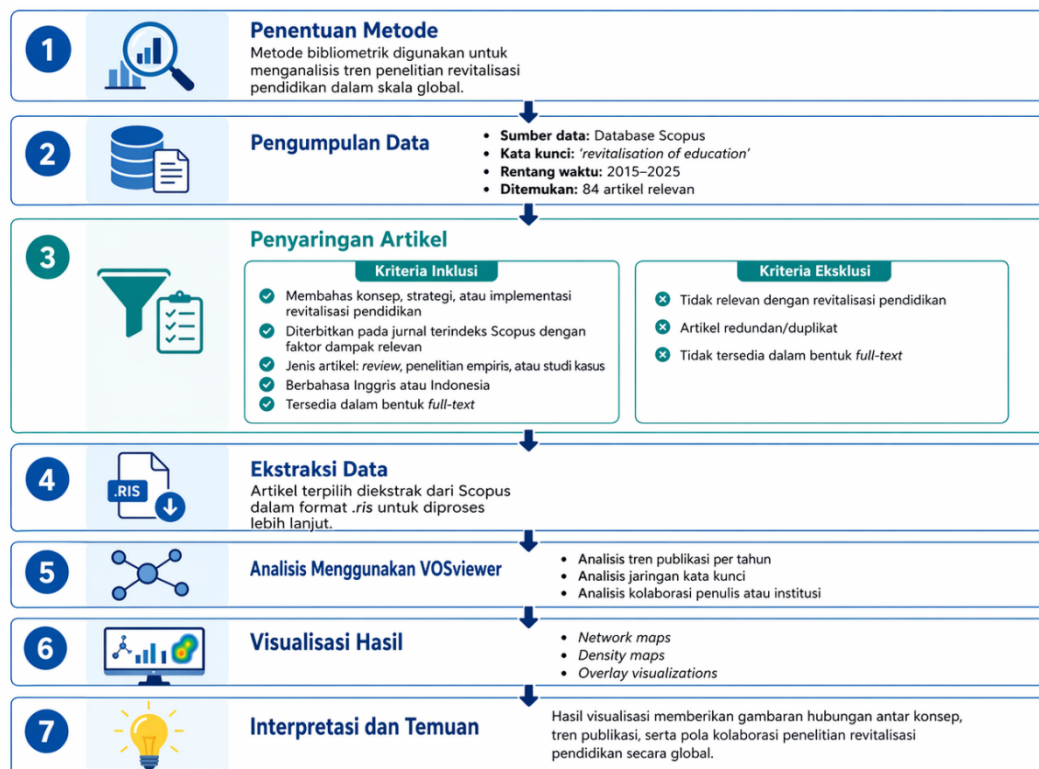 1
Penentuan Metode
Metode bibliometrik digunakan untuk
menganalisis tren penelitian revitalisasi
pendidikan dalam skala global.
2
Pengumpulan Data
• Sumber data: Database Scopus
• Kata kunci: ‘revitalisation of education’
• Rentang waktu: 2015–2025
• Ditemukan: 84 artikel relevan
3
Penyaringan Artikel
Kriteria Inklusi
Membahas konsep, strategi, atau implementasi
revitalisasi pendidikan
Diterbitkan pada jurnal terindeks Scopus dengan
faktor dampak relevan
Jenis artikel: review, penelitian empiris, atau studi kasus
Berbahasa Inggris atau Indonesia
Tersedia dalam bentuk full-text
Kriteria Eksklusi
Tidak relevan dengan revitalisasi pendidikan
Artikel redundan/duplikat
Tidak tersedia dalam bentuk full-text
4
.RIS
Ekstraksi Data
Artikel terpilih diekstrak dari Scopus
dalam format .ris untuk diproses
lebih lanjut.
5
Analisis Menggunakan VOSviewer
• Analisis tren publikasi per tahun
• Analisis jaringan kata kunci
• Analisis kolaborasi penulis atau institusi
6
Visualisasi Hasil
• Network maps
• Density maps
• Overlay visualizations
7
Interpretasi dan Temuan
Hasil visualisasi memberikan gambaran hubungan antar konsep,
tren publikasi, serta pola kolaborasi penelitian revitalisasi
pendidikan secara global.